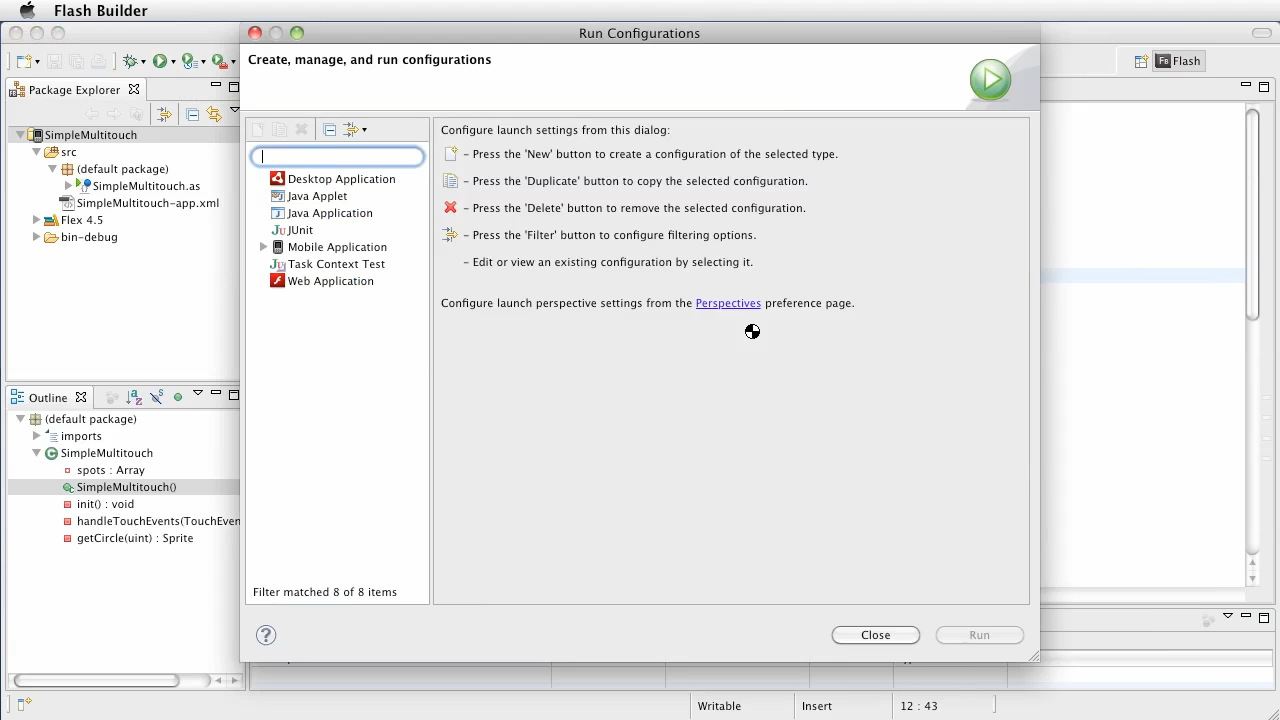 Flash Builder
Run Configurations
Create, manage, and run configurations
Fb Flash
Package Explorer
SimpleMultitouch
src
(default package)
SimpleMultitouch.as
SimpleMultitouch-app.xml
Flex 4.5
bin-debug
Desktop Application
Java Applet
Java Application
JUnit
Mobile Application
Task Context Test
Web Application
Filter matched 8 of 8 items
Configure launch settings from this dialog:
- Press the 'New' button to create a configuration of the selected type.
- Press the 'Duplicate' button to copy the selected configuration.
- Press the 'Delete' button to remove the selected configuration.
- Press the 'Filter' button to configure filtering options.
- Edit or view an existing configuration by selecting it.
Configure launch perspective settings from the Perspectives preference page.
Outline
(default package)
imports
SimpleMultitouch
spots : Array
SimpleMultitouch()
init() : void
handleTouchEvents(TouchEven
getCircle(uint) : Sprite
Close
Run
Writable
Insert
12 : 43